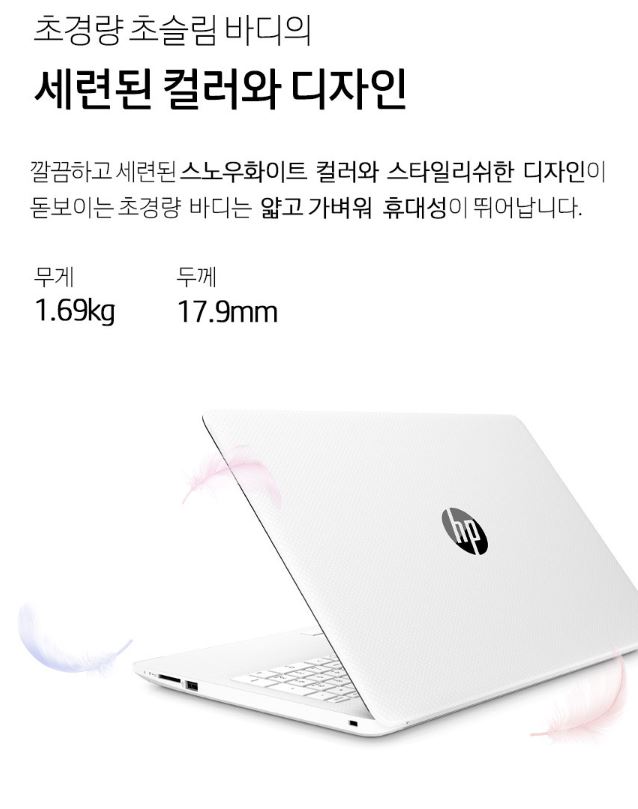 초경량 초슬림 바디의
세련된 컬러와 디자인
깔끔하고 세련된 스노우화이트 컬러와 스타일리쉬한 디자인이
돋보이는 초경량 바디는 얇고 가벼워 휴대성이 뛰어납니다.
무게 두께
1.69kg 17.9mm
hp